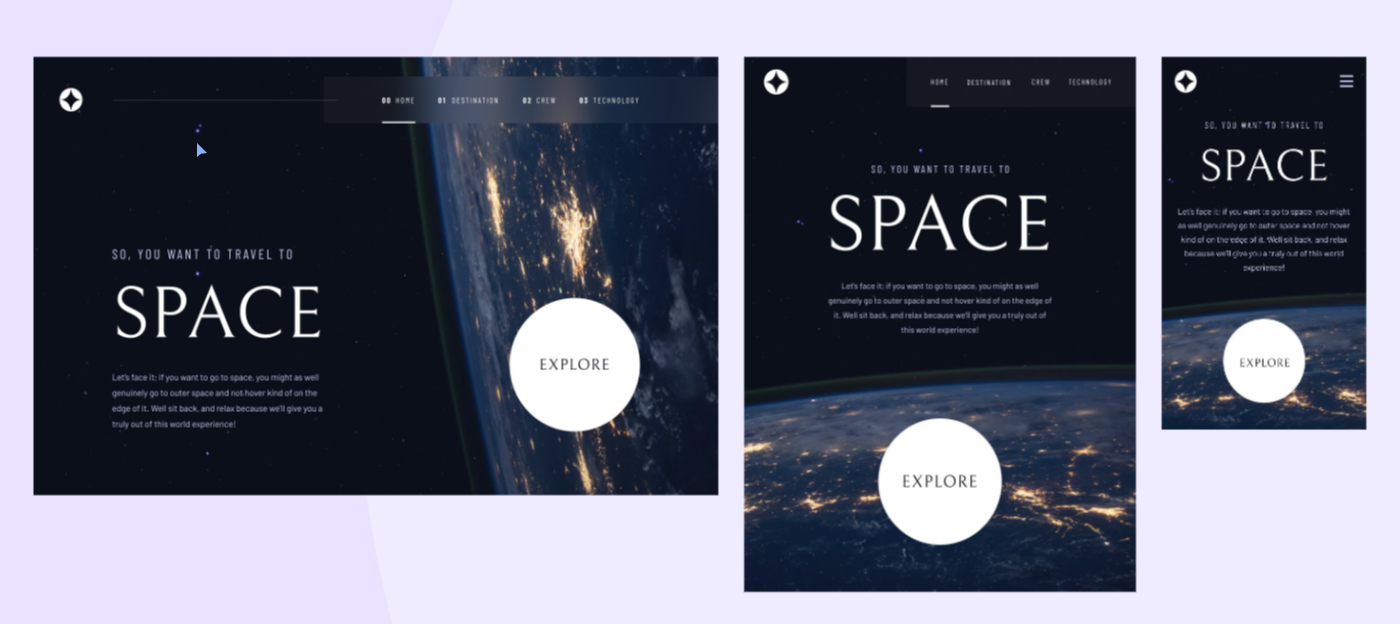 00 HOME 01 DESTINATION 02 CREW 03 TECHNOLOGY
SO, YOU WANT TO TRAVEL TO
SPACE
Let's face it; if you want to go to space, you might as well
genuinely go to outer space and not hover kind of on the
edge of it. Well sit back, and relax because we'll give you a
truly out of this world experience!
EXPLORE
HOME DESTINATION CREW TECHNOLOGY
SO, YOU WANT TO TRAVEL TO
SPACE
Let's face it; if you want to go to space, you might as well
genuinely go to outer space and not hover kind of on the edge of
it. Well sit back, and relax because we'll give you a truly out of
this world experience!
EXPLORE
SO, YOU WANT TO TRAVEL TO
SPACE
Let's face it; if you want to go to space, you might
as well genuinely go to outer space and not hover
kind of on the edge of it. Well sit back, and relax
because we'll give you a truly out of this world
experience!
EXPLORE